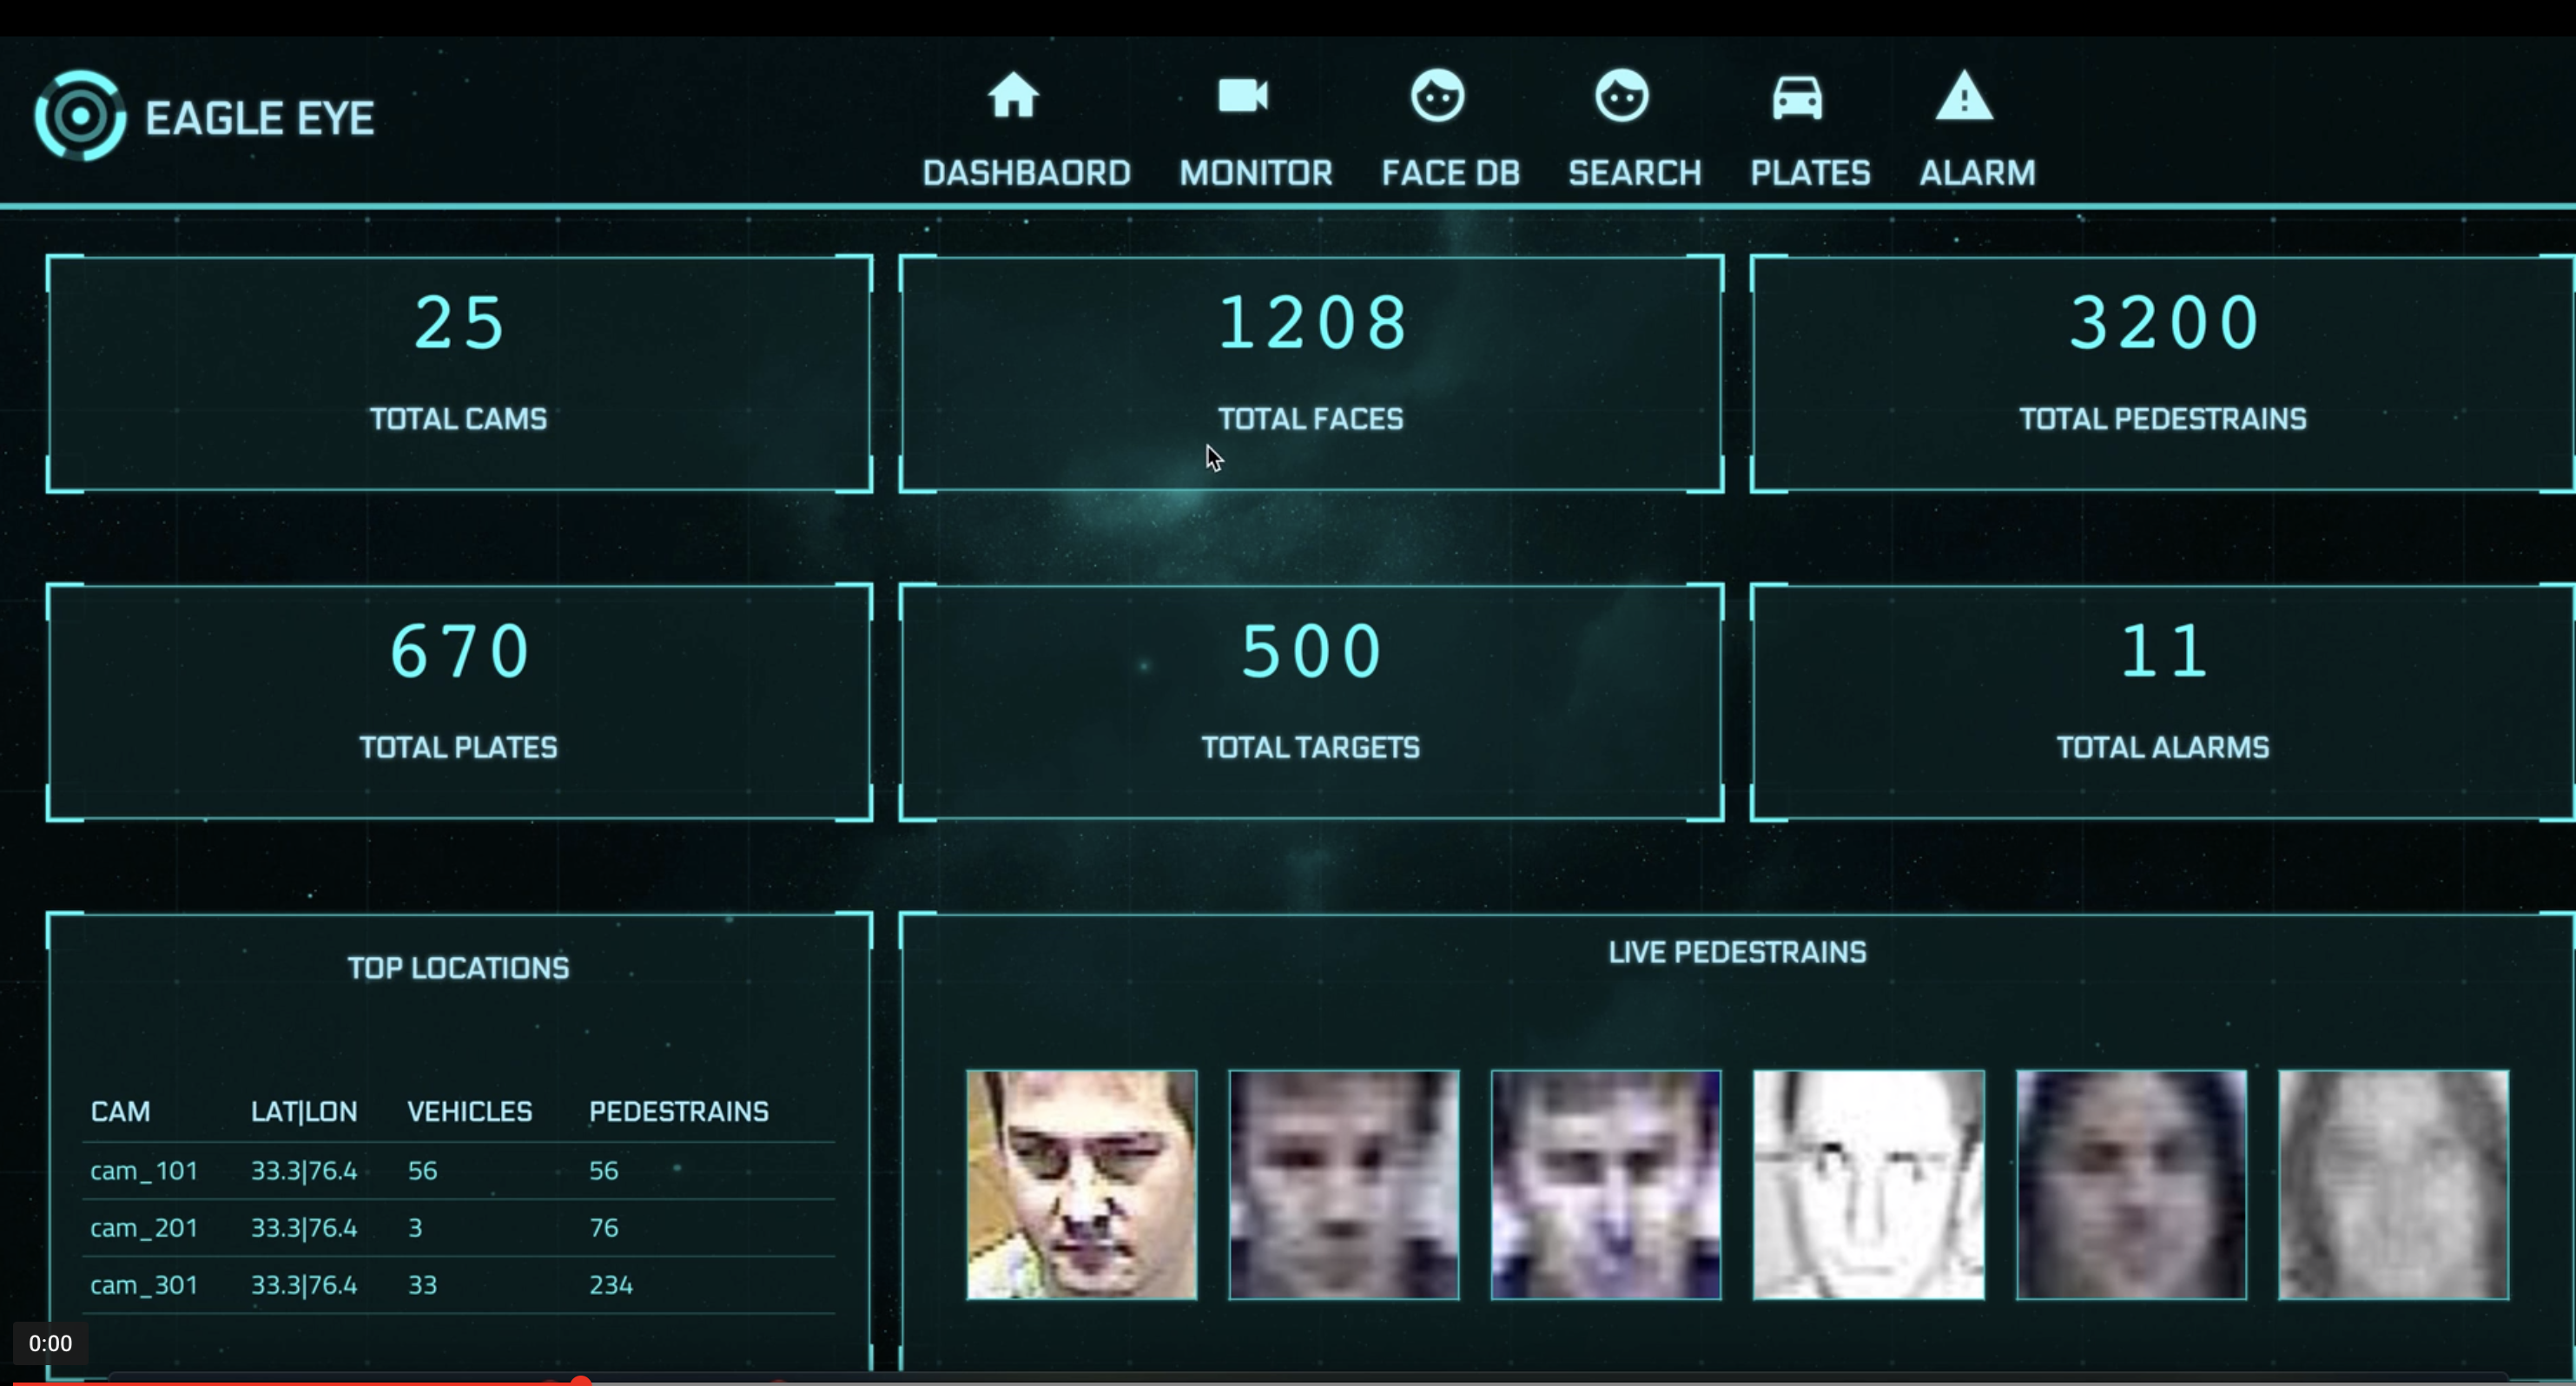 EAGLE EYE
DASHBAORD MONITOR FACE DB SEARCH PLATES ALARM
25 1208 3200
TOTAL CAMS TOTAL FACES TOTAL PEDESTRAINS
670 500 11
TOTAL PLATES TOTAL TARGETS TOTAL ALARMS
TOP LOCATIONS
CAM LAT|LON VEHICLES PEDESTRAINS
cam_101 33.3|76.4 56 56
cam_201 33.3|76.4 3 76
cam_301 33.3|76.4 33 234
LIVE PEDESTRAINS
0:00